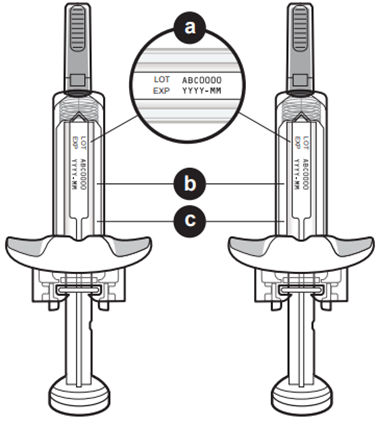 a
LOT ABC0000
EXP YYYY-MM
LOT ABC0000
EXP YYYY-MM
LOT ABC0000
EXP YYYY-MM
b
c